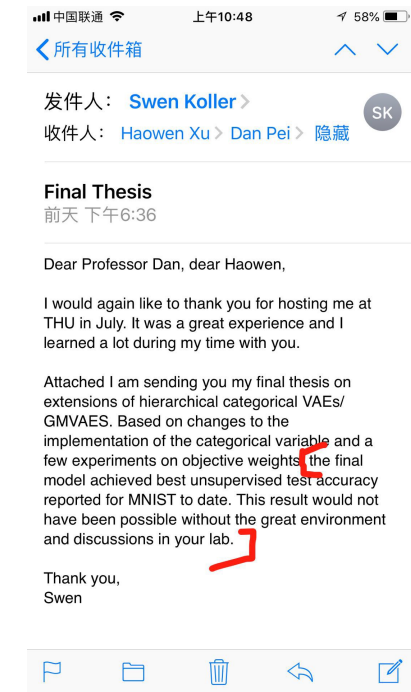 中国联通 上午10:48 58%
所有收件箱
发件人: Swen Koller
SK
收件人: Haowen Xu Dan Pei 隐藏
Final Thesis
前天 下午6:36
Dear Professor Dan, dear Haowen,
I would again like to thank you for hosting me at
THU in July. It was a great experience and I
learned a lot during my time with you.
Attached I am sending you my final thesis on
extensions of hierarchical categorical VAEs/
GMVAES. Based on changes to the
implementation of the categorical variable and a
few experiments on objective weights, the final
model achieved best unsupervised test accuracy
reported for MNIST to date. This result would not
have been possible without the great environment
and discussions in your lab.
Thank you,
Swen